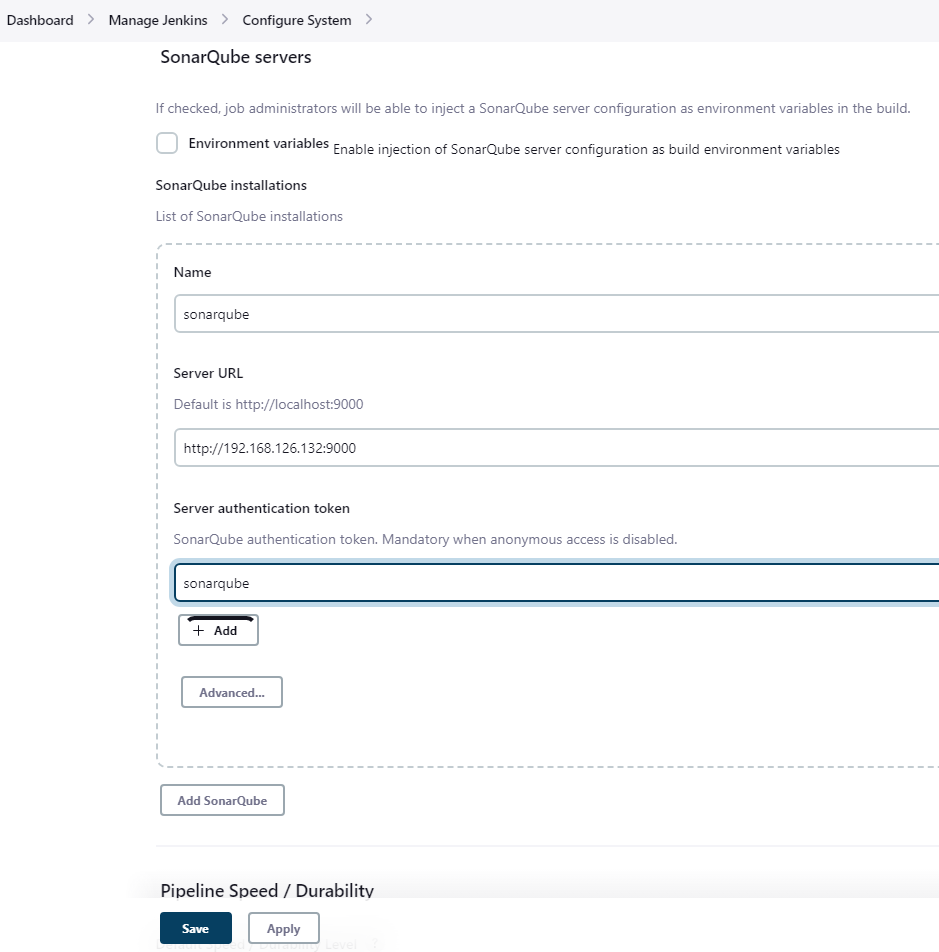 Dashboard > Manage Jenkins > Configure System >
SonarQube servers
If checked, job administrators will be able to inject a SonarQube server configuration as environment variables in the build.
Environment variables Enable injection of SonarQube server configuration as build environment variables
SonarQube installations
List of SonarQube installations
Name
sonarqube
Server URL
Default is http://localhost:9000
http://192.168.126.132:9000
Server authentication token
SonarQube authentication token. Mandatory when anonymous access is disabled.
sonarqube
+ Add
Advanced...
Add SonarQube
Pipeline Speed / Durability
Save Apply
Default Speed / Durability Level ?